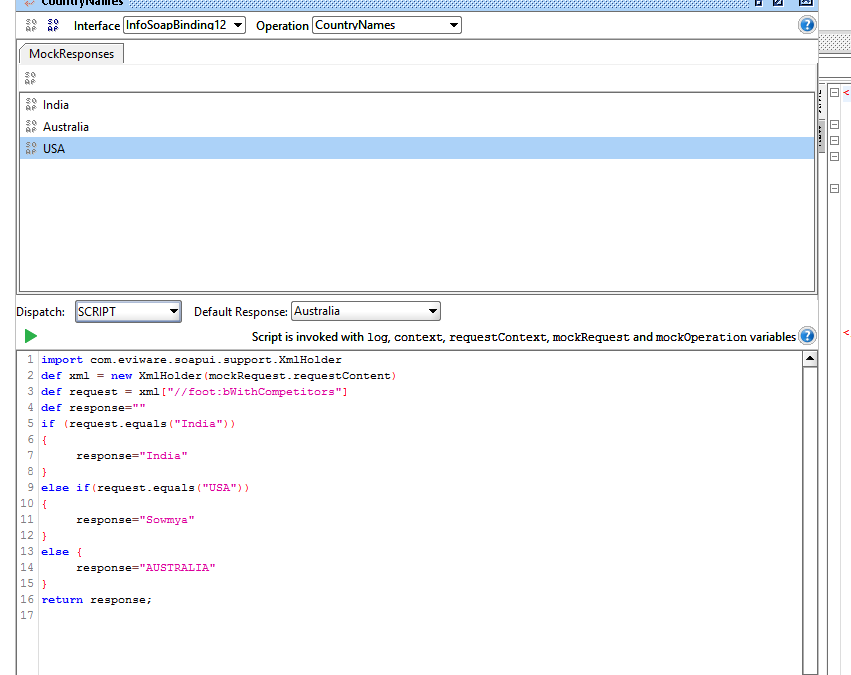 CountryNames
Interface InfoSoapBinding12 Operation CountryNames
MockResponses
India
Australia
USA
Dispatch: SCRIPT Default Response: Australia
Script is invoked with log, context, requestContext, mockRequest and mockOperation variables
1 import com.eviware.soapui.support.XmlHolder
2 def xml = new XmlHolder(mockRequest.requestContent)
3 def request = xml["//foot:bWithCompetitors"]
4 def response=""
5 if (request.equals("India"))
6 {
7 response="India"
8 }
9 else if(request.equals("USA"))
10 {
11 response="Sowmya"
12 }
13 else {
14 response="AUSTRALIA"
15 }
16 return response;
17